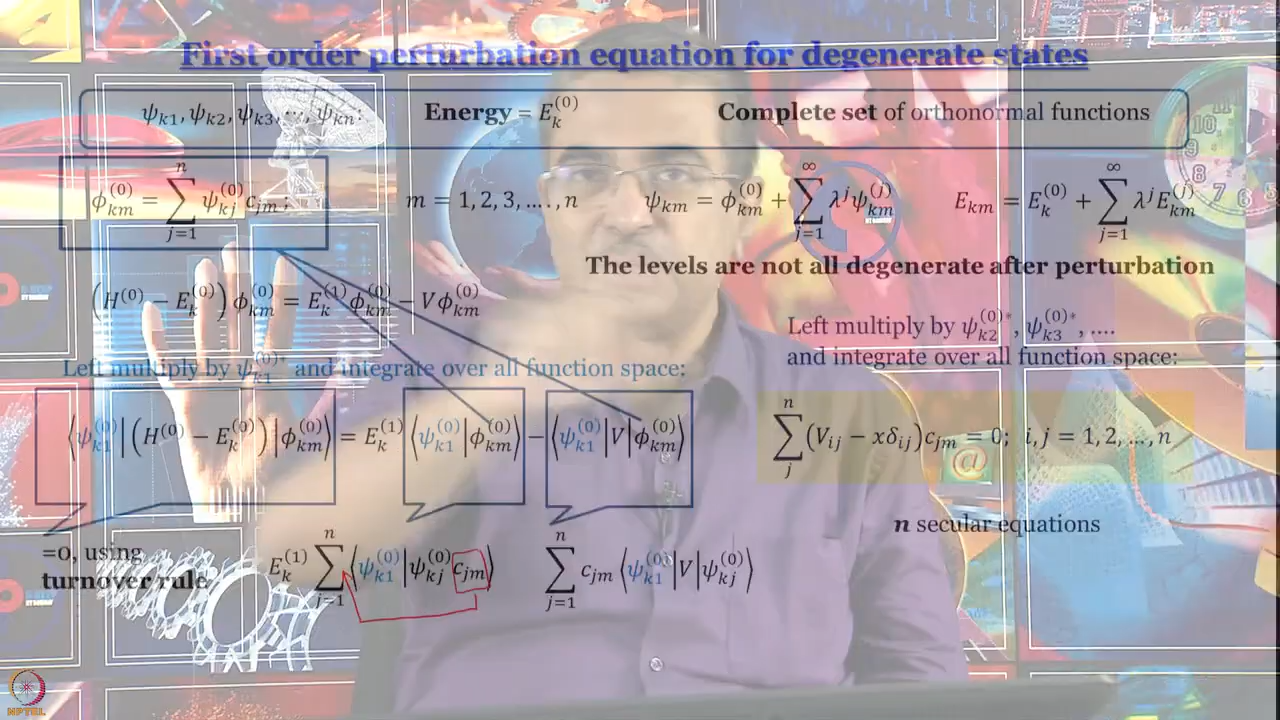 First order perturbation equation for degenerate states
ψ_{k1}, ψ_{k2}, ψ_{k3}, …, ψ_{kn}: Energy = E_k^{(0)} Complete set of orthonormal functions
ϕ_{km}^{(0)} = ∑_{j=1}^{n} ψ_{kj}^{(0)} c_{jm}; m = 1, 2, 3, …., n ψ_{km} = ϕ_{km}^{(0)} + ∑_{j=1}^{∞} λ^j ψ_{km}^{(j)} E_{km} = E_k^{(0)} + ∑_{j=1}^{∞} λ^j E_{km}^{(j)}
The levels are not all degenerate after perturbation
(H^{(0)} − E_k^{(0)}) ϕ_{km}^{(0)} = E_k^{(1)} ϕ_{km}^{(0)} − V ϕ_{km}^{(0)}
Left multiply by ψ_{k2}^{(0)*}, ψ_{k3}^{(0)*}, ….
and integrate over all function space:
Left multiply by ψ_{k1}^{(0)*} and integrate over all function space:
⟨ψ_{k1}^{(0)}|(H^{(0)} − E_k^{(0)})|ϕ_{km}^{(0)}⟩ = E_k^{(1)} ⟨ψ_{k1}^{(0)}|ϕ_{km}^{(0)}⟩ − ⟨ψ_{k1}^{(0)}|V|ϕ_{km}^{(0)}⟩
∑_{j}^{n} (V_{ij} − xδ_{ij}) c_{jm} = 0; i, j = 1, 2, …, n
n secular equations
=0, using
turnover rule
E_k^{(1)} ∑_{j=1}^{n} ⟨ψ_{k1}^{(0)}|ψ_{kj}^{(0)} c_{jm}⟩ ∑_{j=1}^{n} c_{jm} ⟨ψ_{k1}^{(0)}|V|ψ_{kj}^{(0)}⟩
NPTEL